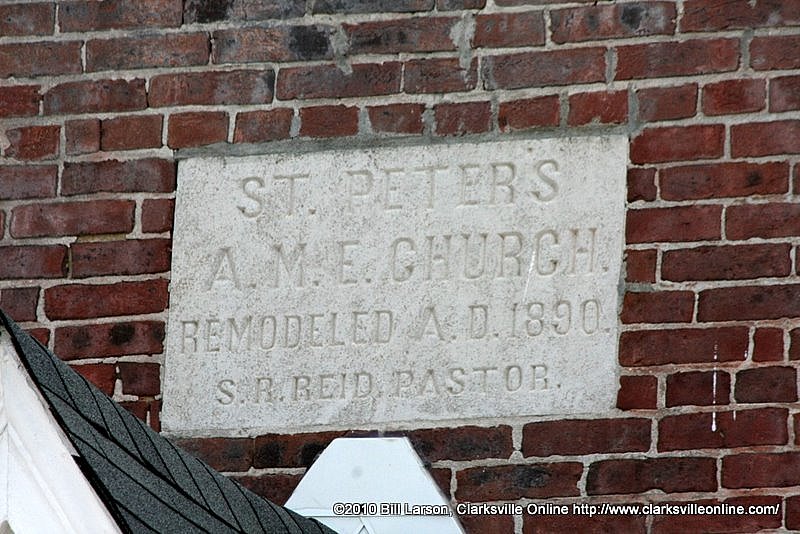 ST. PETERS
A. M. E. CHURCH.
REMODELED A. D. 1890.
S. R. REID. PASTOR.
©2010 Bill Larson, Clarksville Online http://www.clarksvilleonline.com/